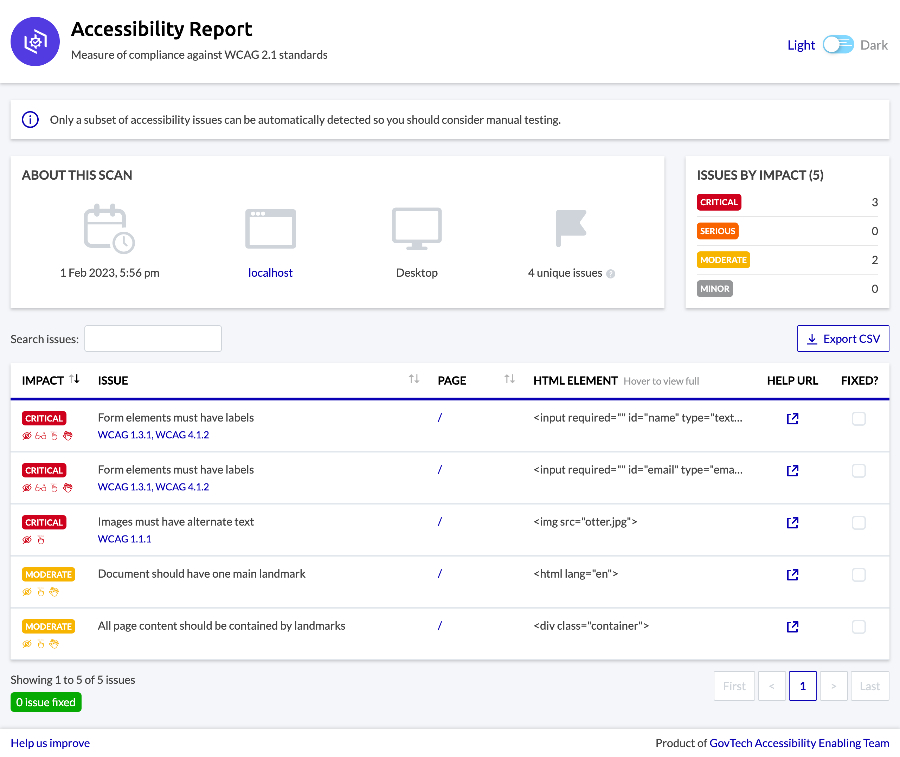 Accessibility Report
Measure of compliance against WCAG 2.1 standards
Light Dark
Only a subset of accessibility issues can be automatically detected so you should consider manual testing.
ABOUT THIS SCAN
1 Feb 2023, 5:56 pm
localhost
Desktop
4 unique issues ?
ISSUES BY IMPACT (5)
CRITICAL 3
SERIOUS 0
MODERATE 2
MINOR 0
Search issues:
Export CSV
IMPACT ISSUE PAGE HTML ELEMENT Hover to view full HELP URL FIXED?
CRITICAL Form elements must have labels / <input required="" id="name" type="text...
WCAG 1.3.1, WCAG 4.1.2
CRITICAL Form elements must have labels / <input required="" id="email" type="ema...
WCAG 1.3.1, WCAG 4.1.2
CRITICAL Images must have alternate text / <img src="otter.jpg">
WCAG 1.1.1
MODERATE Document should have one main landmark / <html lang="en">
MODERATE All page content should be contained by landmarks / <div class="container">
Showing 1 to 5 of 5 issues
0 Issue fixed
First < 1 > Last
Help us improve
Product of GovTech Accessibility Enabling Team